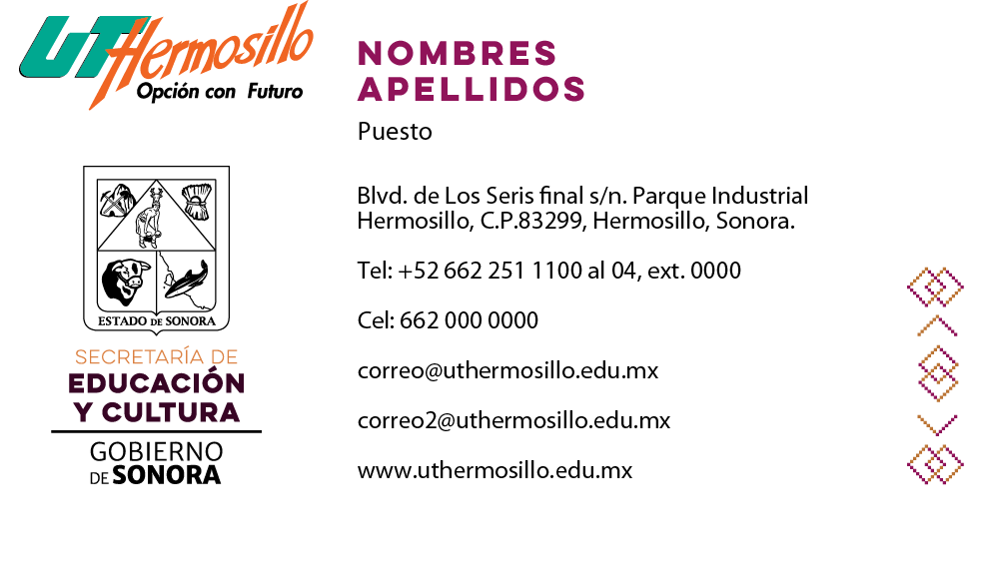 UTHermosillo
Opción con Futuro
ESTADO DE SONORA
SECRETARÍA DE
EDUCACIÓN
Y CULTURA
GOBIERNO
DE SONORA
NOMBRES
APELLIDOS
Puesto
Blvd. de Los Seris final s/n. Parque Industrial
Hermosillo, C.P.83299, Hermosillo, Sonora.
Tel: +52 662 251 1100 al 04, ext. 0000
Cel: 662 000 0000
correo@uthermosillo.edu.mx
correo2@uthermosillo.edu.mx
www.uthermosillo.edu.mx